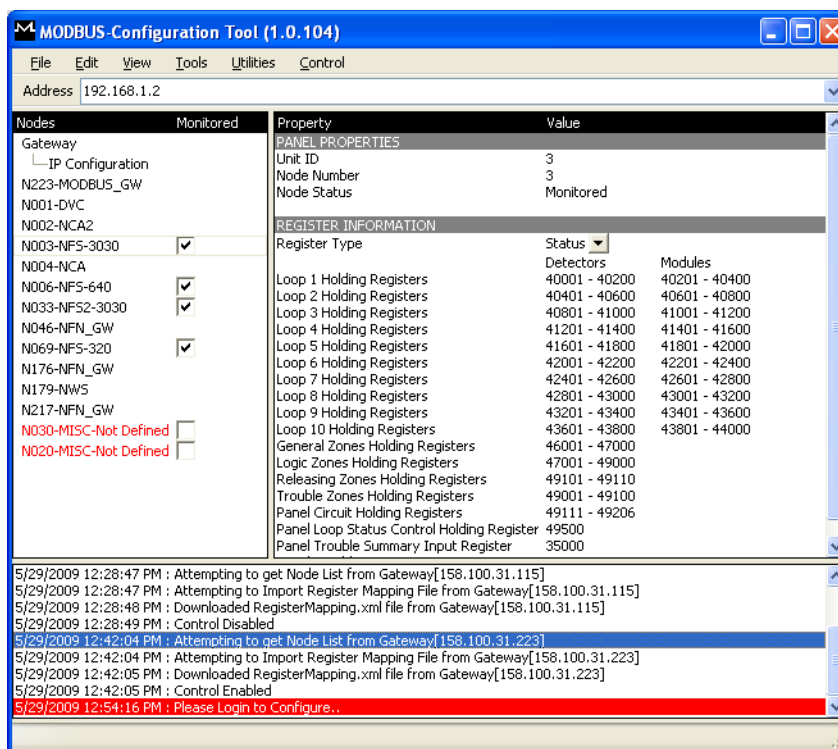 MODBUS-Configuration Tool (1.0.104)
File Edit View Tools Utilities Control
Address 192.168.1.2
Nodes Monitored
Gateway
IP Configuration
N223-MODBUS_GW
N001-DVC
N002-NCA2
N003-NFS-3030
N004-NCA
N006-NFS-640
N033-NFS2-3030
N046-NFN_GW
N069-NFS-320
N176-NFN_GW
N179-NWS
N217-NFN_GW
N030-MISC-Not Defined
N020-MISC-Not Defined
Property Value
PANEL PROPERTIES
Unit ID 3
Node Number 3
Node Status Monitored
REGISTER INFORMATION
Register Type Status
Detectors Modules
Loop 1 Holding Registers 40001 - 40200 40201 - 40400
Loop 2 Holding Registers 40401 - 40600 40601 - 40800
Loop 3 Holding Registers 40801 - 41000 41001 - 41200
Loop 4 Holding Registers 41201 - 41400 41401 - 41600
Loop 5 Holding Registers 41601 - 41800 41801 - 42000
Loop 6 Holding Registers 42001 - 42200 42201 - 42400
Loop 7 Holding Registers 42401 - 42600 42601 - 42800
Loop 8 Holding Registers 42801 - 43000 43001 - 43200
Loop 9 Holding Registers 43201 - 43400 43401 - 43600
Loop 10 Holding Registers 43601 - 43800 43801 - 44000
General Zones Holding Registers 46001 - 47000
Logic Zones Holding Registers 47001 - 49000
Releasing Zones Holding Registers 49101 - 49110
Trouble Zones Holding Registers 49001 - 49100
Panel Circuit Holding Registers 49111 - 49206
Panel Loop Status Control Holding Register 49500
Panel Trouble Summary Input Register 35000
5/29/2009 12:28:47 PM : Attempting to get Node List from Gateway[158.100.31.115]
5/29/2009 12:28:47 PM : Attempting to Import Register Mapping File from Gateway[158.100.31.115]
5/29/2009 12:28:48 PM : Downloaded RegisterMapping.xml file from Gateway[158.100.31.115]
5/29/2009 12:28:49 PM : Control Disabled
5/29/2009 12:42:04 PM : Attempting to get Node List from Gateway[158.100.31.223]
5/29/2009 12:42:04 PM : Attempting to Import Register Mapping File from Gateway[158.100.31.223]
5/29/2009 12:42:05 PM : Downloaded RegisterMapping.xml file from Gateway[158.100.31.223]
5/29/2009 12:42:05 PM : Control Enabled
5/29/2009 12:54:16 PM : Please Login to Configure..